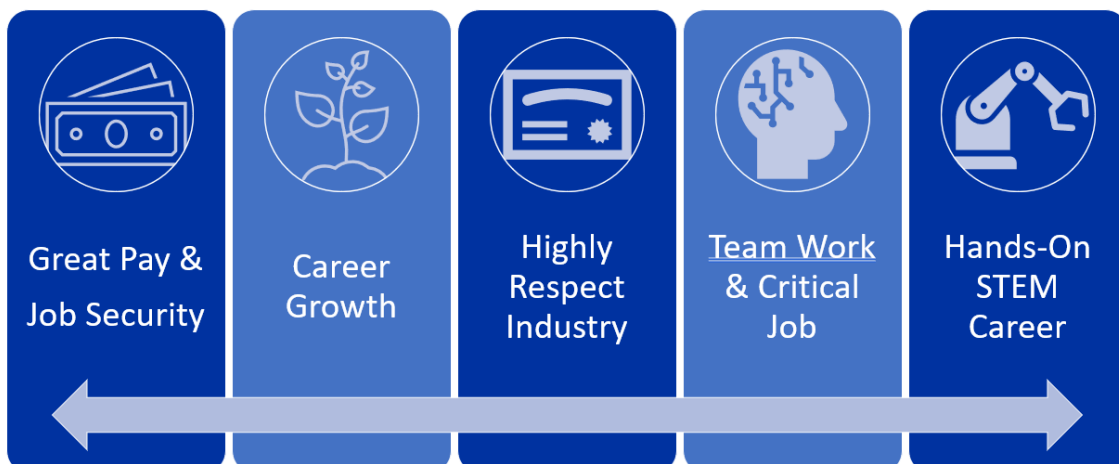 Great Pay &
Job Security
Career
Growth
Highly
Respect
Industry
Team Work
& Critical
Job
Hands-On
STEM
Career